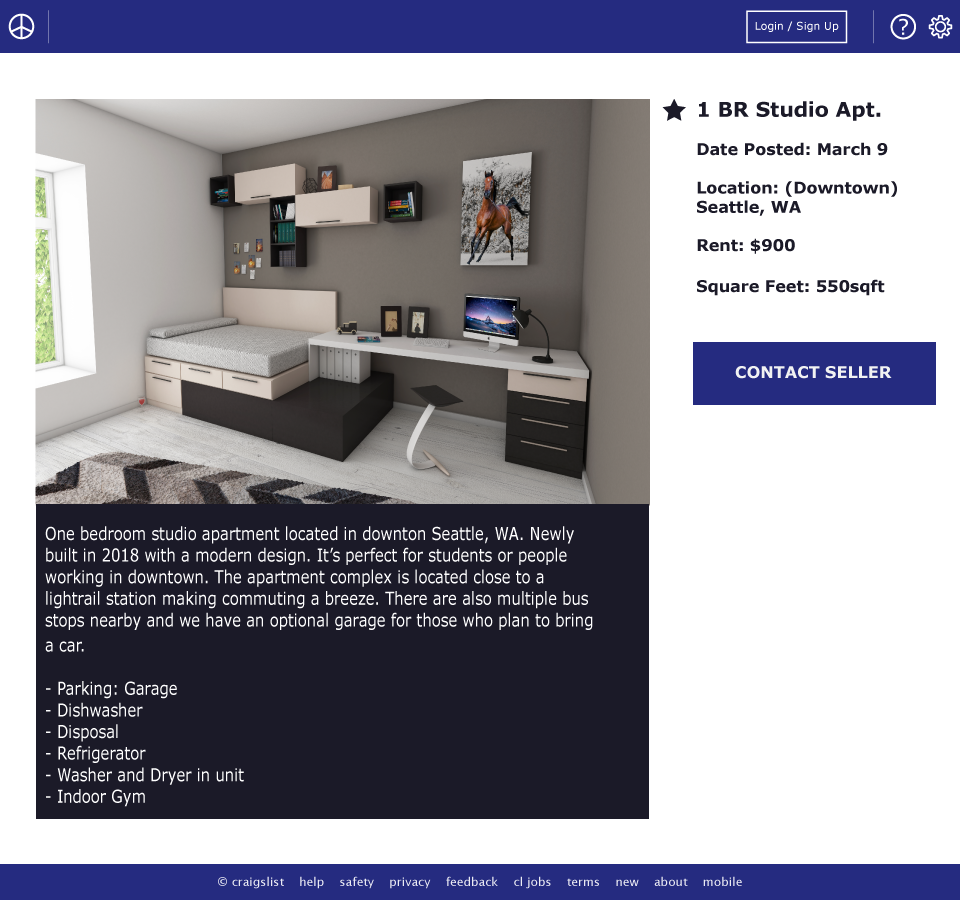 Login / Sign Up
1 BR Studio Apt.
Date Posted: March 9
Location: (Downtown)
Seattle, WA
Rent: $900
Square Feet: 550sqft
CONTACT SELLER
One bedroom studio apartment located in downton Seattle, WA. Newly
built in 2018 with a modern design. It’s perfect for students or people
working in downtown. The apartment complex is located close to a
lightrail station making commuting a breeze. There are also multiple bus
stops nearby and we have an optional garage for those who plan to bring
a car.
- Parking: Garage
- Dishwasher
- Disposal
- Refrigerator
- Washer and Dryer in unit
- Indoor Gym
© craigslist help safety privacy feedback cl jobs terms new about mobile